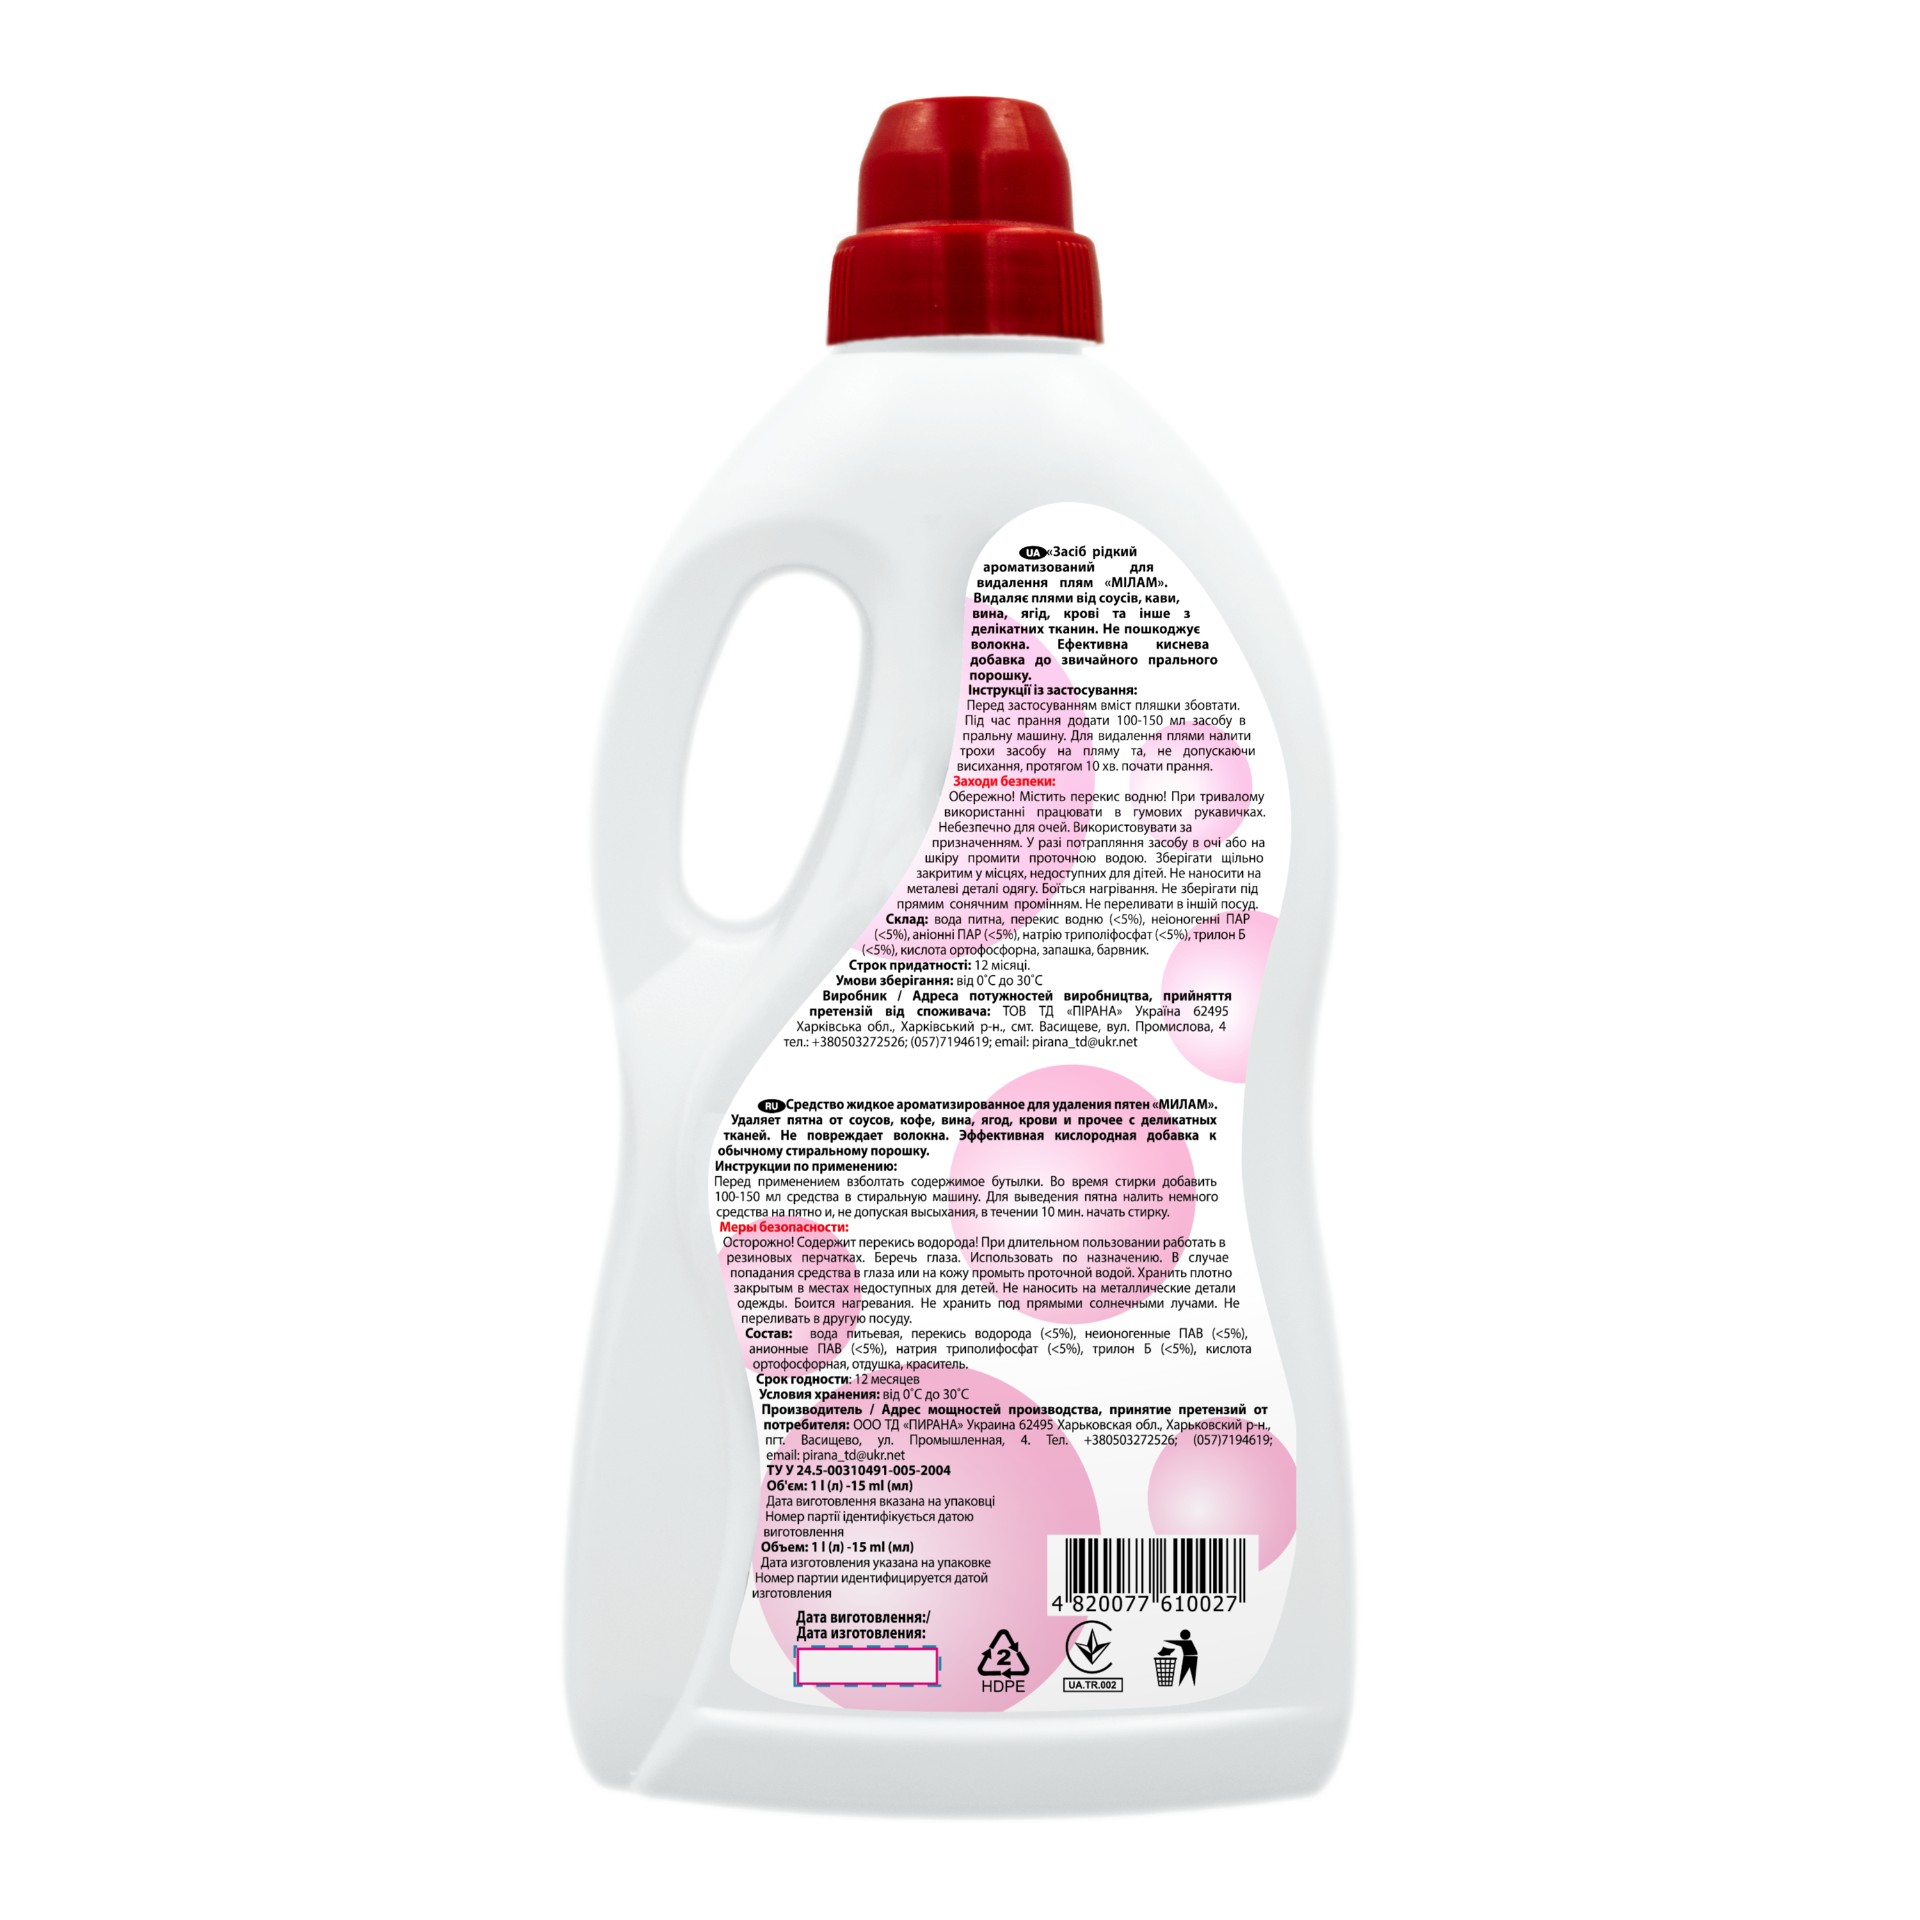 UA «Засіб рідкий
ароматизований для
видалення плям «МІЛАМ».
Видаляє плями від соусів, кави,
вина, ягід, крові та інше з
делікатних тканин. Не пошкоджує
волокна. Ефективна киснева
добавка до звичайного прального
порошку.
Інструкції із застосування:
Перед застосуванням вміст пляшки збовтати.
Під час прання додати 100-150 мл засобу в
пральну машину. Для видалення плями налити
трохи засобу на пляму та, не допускаючи
висихання, протягом 10 хв. почати прання.
Заходи безпеки:
Обережно! Містить перекис водню! При тривалому
використанні працювати в гумових рукавичках.
Небезпечно для очей. Використовувати за
призначенням. У разі потрапляння засобу в очі або на
шкіру промити проточною водою. Зберігати щільно
закритим у місцях, недоступних для дітей. Не наносити на
металеві деталі одягу. Боїться нагрівання. Не зберігати під
прямим сонячним промінням. Не переливати в іншій посуд.
Склад: вода питна, перекис водню (<5%), неіоногенні ПАР
(<5%), аніонні ПАР (<5%), натрію триполіфосфат (<5%), трилон Б
(<5%), кислота ортофосфорна, запашка, барвник.
Строк придатності: 12 місяці.
Умови зберігання: від 0˚С до 30˚С
Виробник / Адреса потужностей виробництва, прийняття
претензій від споживача: ТОВ ТД «ПІРАНА» Україна 62495
Харківська обл., Харківський р-н., смт. Васищеве, вул. Промислова, 4
тел.: +380503272526; (057)7194619; email: pirana_td@ukr.net
RU Средство жидкое ароматизированное для удаления пятен «МИЛАМ».
Удаляет пятна от соусов, кофе, вина, ягод, крови и прочее с деликатных
тканей. Не повреждает волокна. Эффективная кислородная добавка к
обычному стиральному порошку.
Инструкции по применению:
Перед применением взболтать содержимое бутылки. Во время стирки добавить
100-150 мл средства в стиральную машину. Для выведения пятна налить немного
средства на пятно и, не допуская высыхания, в течении 10 мин. начать стирку.
Меры безопасности:
Осторожно! Содержит перекись водорода! При длительном пользовании работать в
резиновых перчатках. Беречь глаза. Использовать по назначению. В случае
попадания средства в глаза или на кожу промыть проточной водой. Хранить плотно
закрытым в местах недоступных для детей. Не наносить на металлические детали
одежды. Боится нагревания. Не хранить под прямыми солнечными лучами. Не
переливать в другую посуду.
Состав: вода питьевая, перекись водорода (<5%), неионогенные ПАВ (<5%),
анионные ПАВ (<5%), натрия триполифосфат (<5%), трилон Б (<5%), кислота
ортофосфорная, отдушка, краситель.
Срок годности: 12 месяцев
Условия хранения: від 0˚С до 30˚С
Производитель / Адрес мощностей производства, принятие претензий от
потребителя: ООО ТД «ПИРАНА» Украина 62495 Харьковская обл., Харьковский р-н.,
пгт. Васищево, ул. Промышленная, 4. Тел. +380503272526; (057)7194619;
email: pirana_td@ukr.net
ТУ У 24.5-00310491-005-2004
Об'єм: 1 l (л) -15 ml (мл)
Дата виготовлення вказана на упаковці
Номер партії ідентифікується датою
виготовлення
Объем: 1 l (л) -15 ml (мл)
Дата изготовления указана на упаковке
Номер партии идентифицируется датой
изготовления
4 820077 610027
Дата виготовлення:/
Дата изготовления:
2
HDPE
UA.TR.002